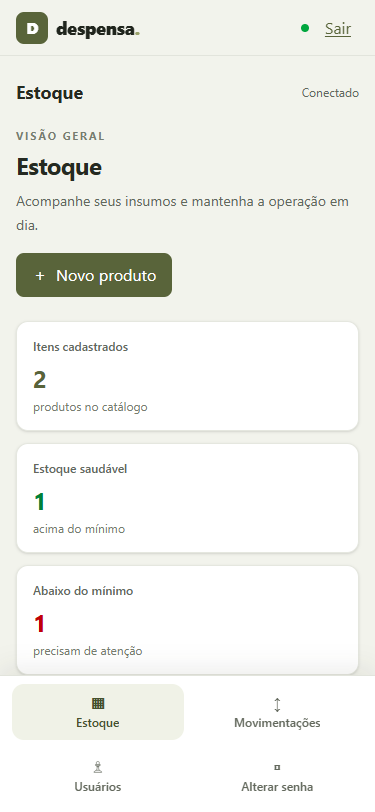 D despensa.
Sair
Estoque
Conectado
VISÃO GERAL
Estoque
Acompanhe seus insumos e mantenha a operação em
dia.
+ Novo produto
Itens cadastrados
2
produtos no catálogo
Estoque saudável
1
acima do mínimo
Abaixo do mínimo
1
precisam de atenção
Estoque
Movimentações
Usuários
Alterar senha